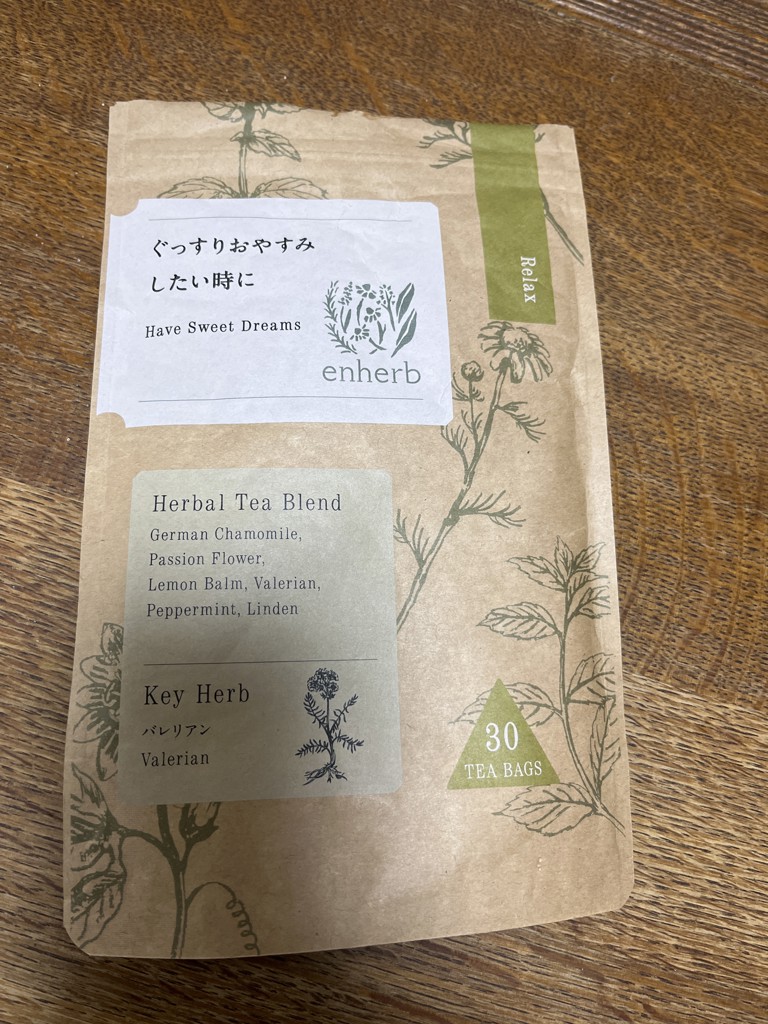 Relax
ぐっすりおやすみ
したい時に
Have Sweet Dreams
enherb
Herbal Tea Blend
German Chamomile,
Passion Flower,
Lemon Balm, Valerian,
Peppermint, Linden
Key Herb
バレリアン
Valerian
30
TEA BAGS